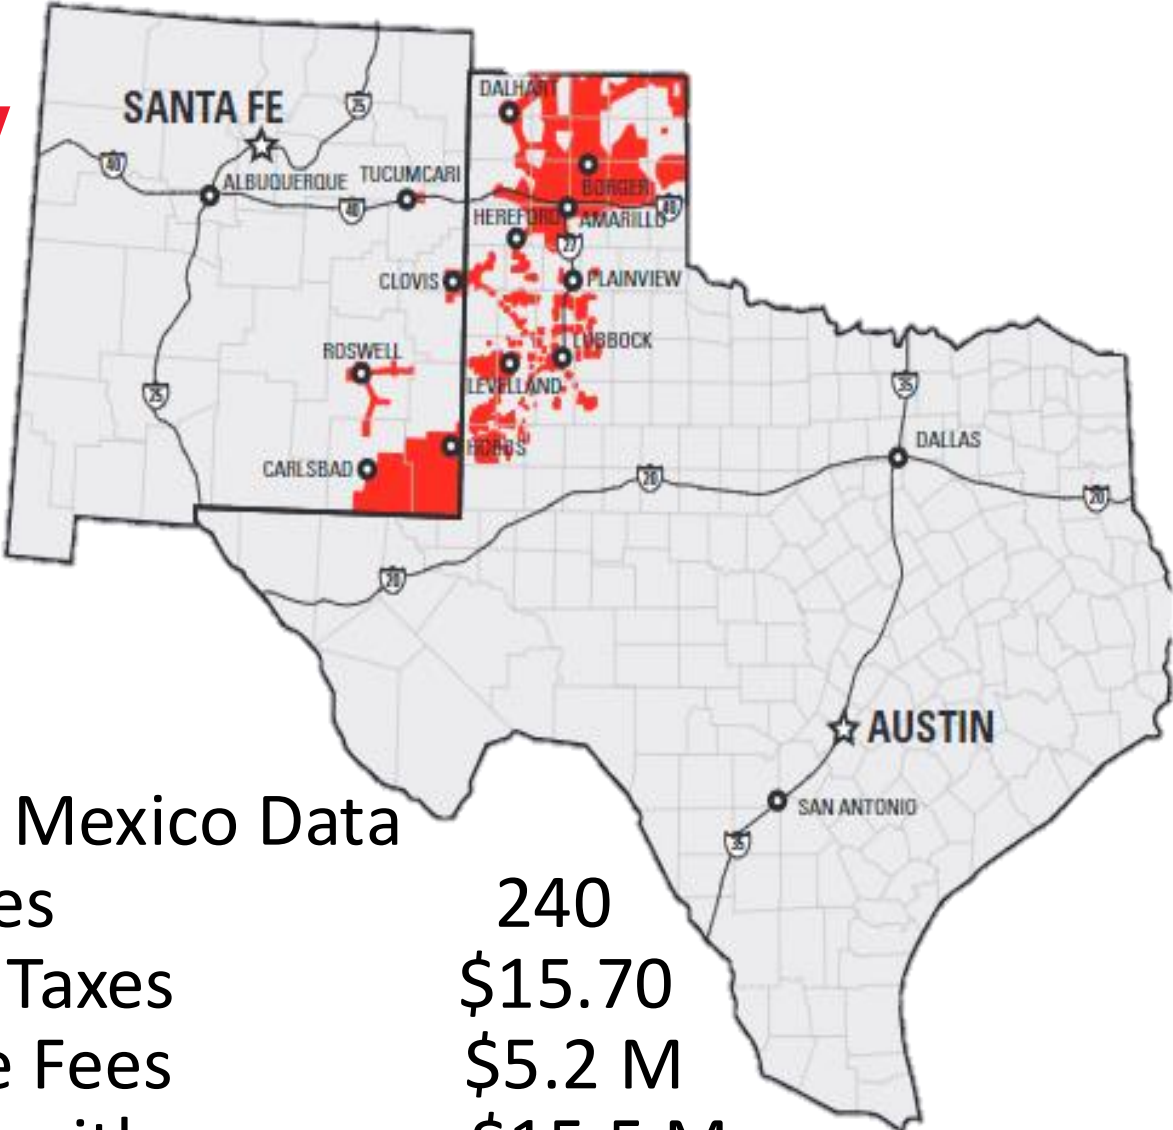 DALHART
SANTA FE
25
40
ALBUQUERQUE
TUCUMCARI
BORGER
40
40
HEREFORD
AMARILLO
27
CLOVIS
PLAINVIEW
ROSWELL
LUBBOCK
LEVELLAND
25
35
HOBBS
DALLAS
CARLSBAD
20
20
20
AUSTIN
SAN ANTONIO
35
Mexico Data
240
Taxes $15.70
Fees $5.2 M